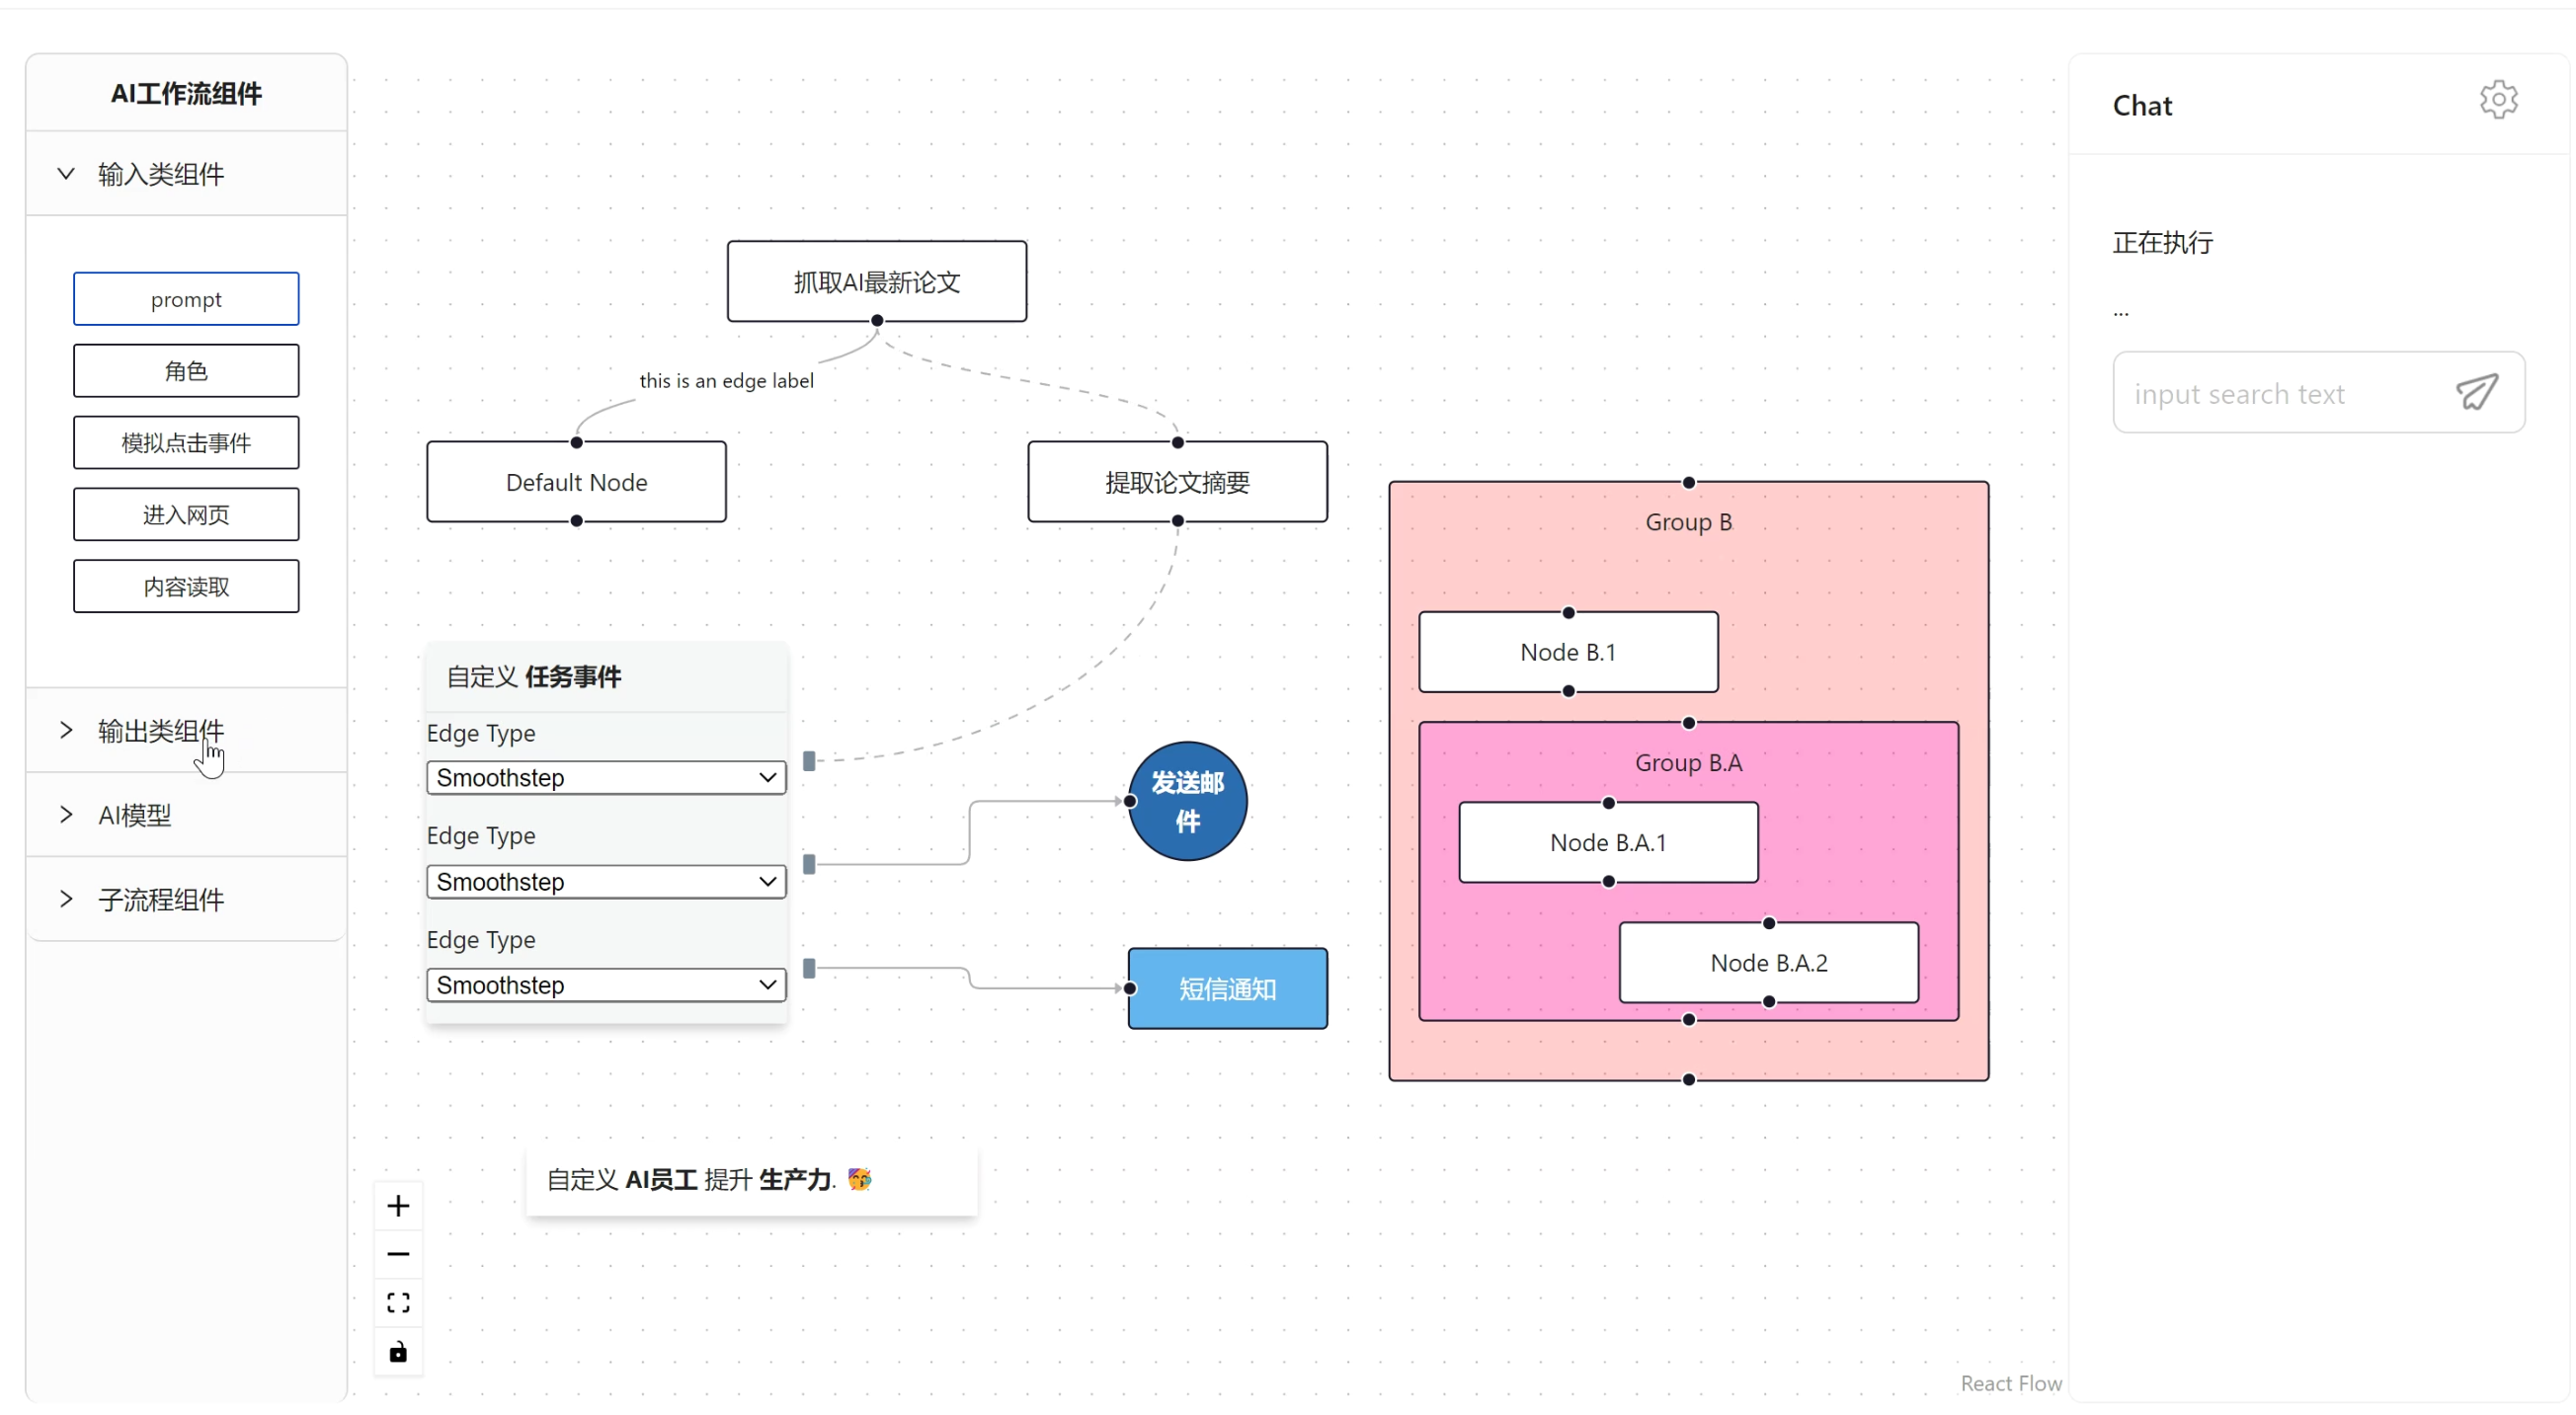 AI工作流组件
输入类组件
prompt
角色
模拟点击事件
进入网页
内容读取
输出类组件
AI模型
子流程组件
抓取AI最新论文
this is an edge label
Default Node
提取论文摘要
自定义 任务事件
Edge Type
Smoothstep
Edge Type
Smoothstep
Edge Type
Smoothstep
发送邮
件
短信通知
Group B
Node B.1
Group B.A
Node B.A.1
Node B.A.2
自定义 AI员工 提升 生产力. 🥳
React Flow
Chat
正在执行
...
input search text